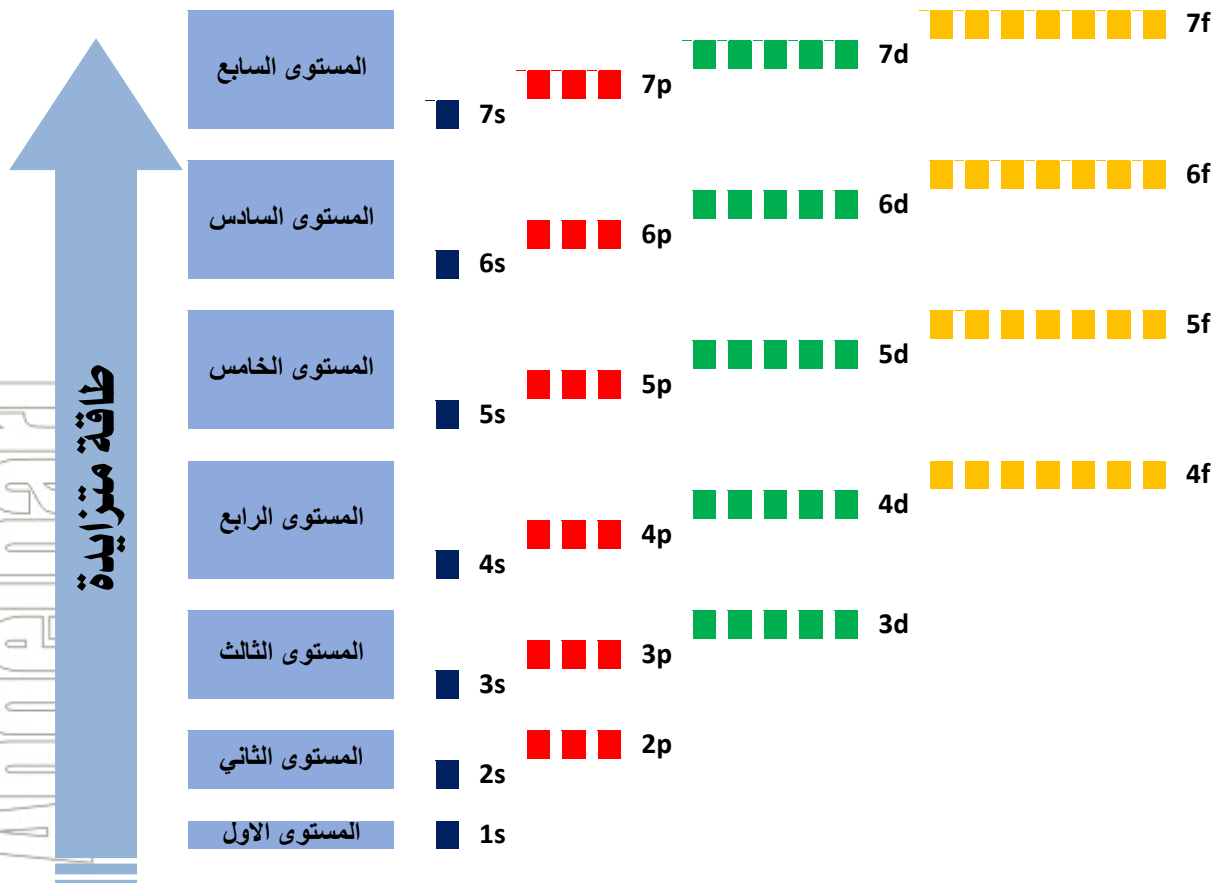 7f
7d
المستوى السابع
7p
7s
6f
6d
المستوى السادس
6p
6s
5f
5d
المستوى الخامس
5p
5s
4f
4d
المستوى الرابع
4p
4s
3d
المستوى الثالث
3p
3s
2p
المستوى الثاني
2s
المستوى الاول
1s
طاقة متزايدة